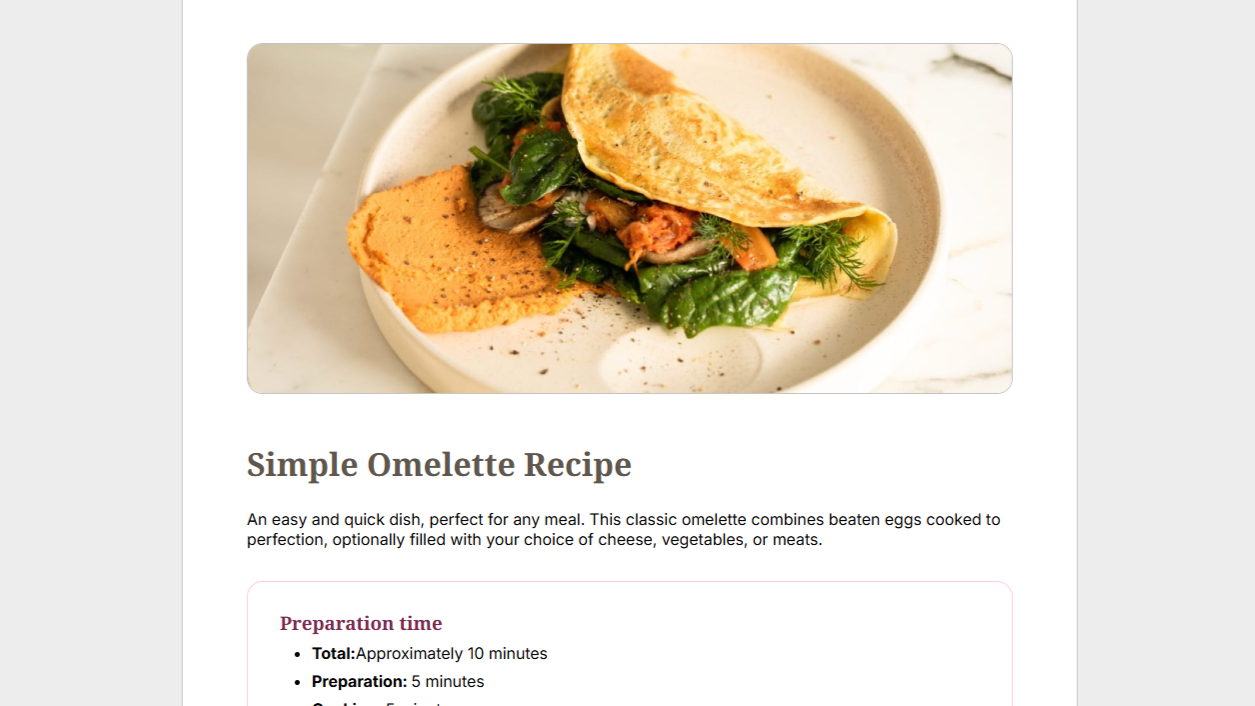 Simple Omelette Recipe
An easy and quick dish, perfect for any meal. This classic omelette combines beaten eggs cooked to
perfection, optionally filled with your choice of cheese, vegetables, or meats.
Preparation time
• Total:Approximately 10 minutes
• Preparation: 5 minutes